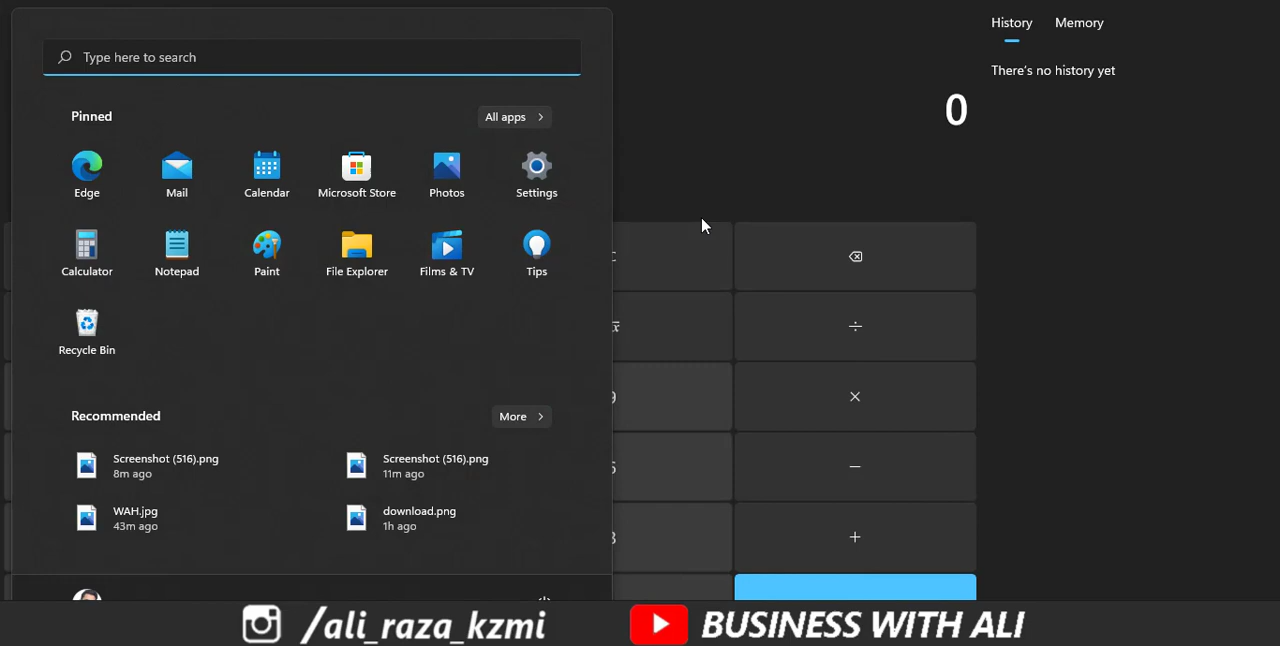 Type here to search
History Memory
There's no history yet
0
Pinned
All apps >
Edge Mail Calendar Microsoft Store Photos Settings
Calculator Notepad Paint File Explorer Films & TV Tips
Recycle Bin
Recommended
More >
Screenshot (516).png
8m ago
Screenshot (516).png
11m ago
WAH.jpg
43m ago
download.png
1h ago
÷
×
−
+
/ali_raza_kzmi
BUSINESS WITH ALI